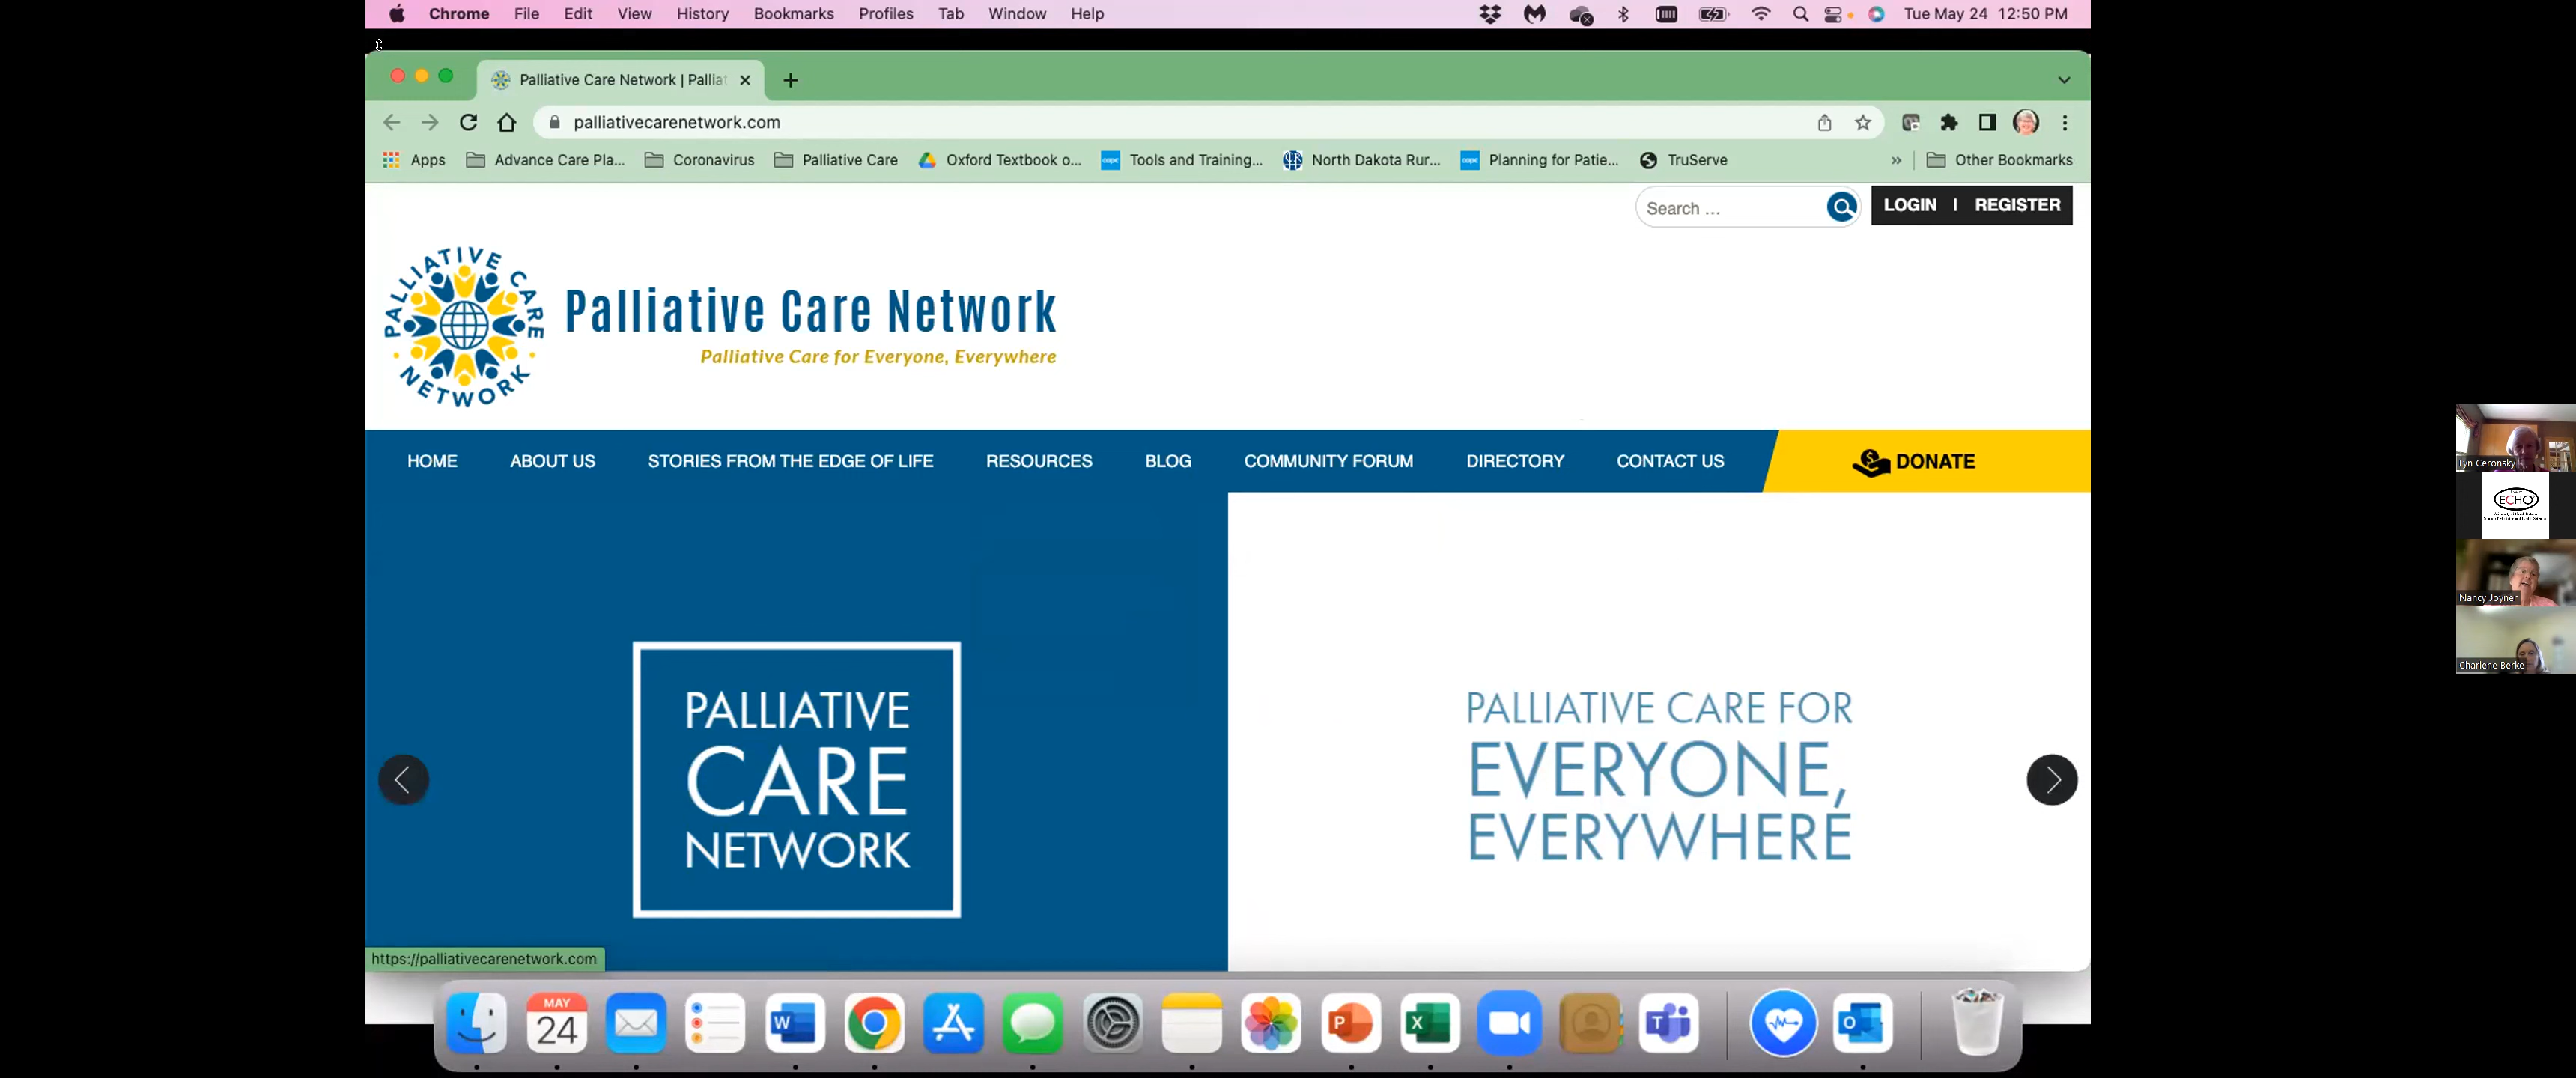 Chrome File Edit View History Bookmarks Profiles Tab Window Help Tue May 24 12:50 PM
Palliative Care Network | Pallia
palliativecarenetwork.com
Apps Advance Care Pla... Coronavirus Palliative Care Oxford Textbook o... Tools and Training... North Dakota Rur... Planning for Patie... TruServe » Other Bookmarks
Search ... LOGIN | REGISTER
PALLIATIVE CARE NETWORK
Palliative Care Network
Palliative Care for Everyone, Everywhere
HOME ABOUT US STORIES FROM THE EDGE OF LIFE RESOURCES BLOG COMMUNITY FORUM DIRECTORY CONTACT US DONATE
PALLIATIVE
CARE
NETWORK
PALLIATIVE CARE FOR
EVERYONE,
EVERYWHERE
https://palliativecarenetwork.com
MAY
24
Lyn Ceronsky
ECHO
Nancy Joyner
Charlene Berke